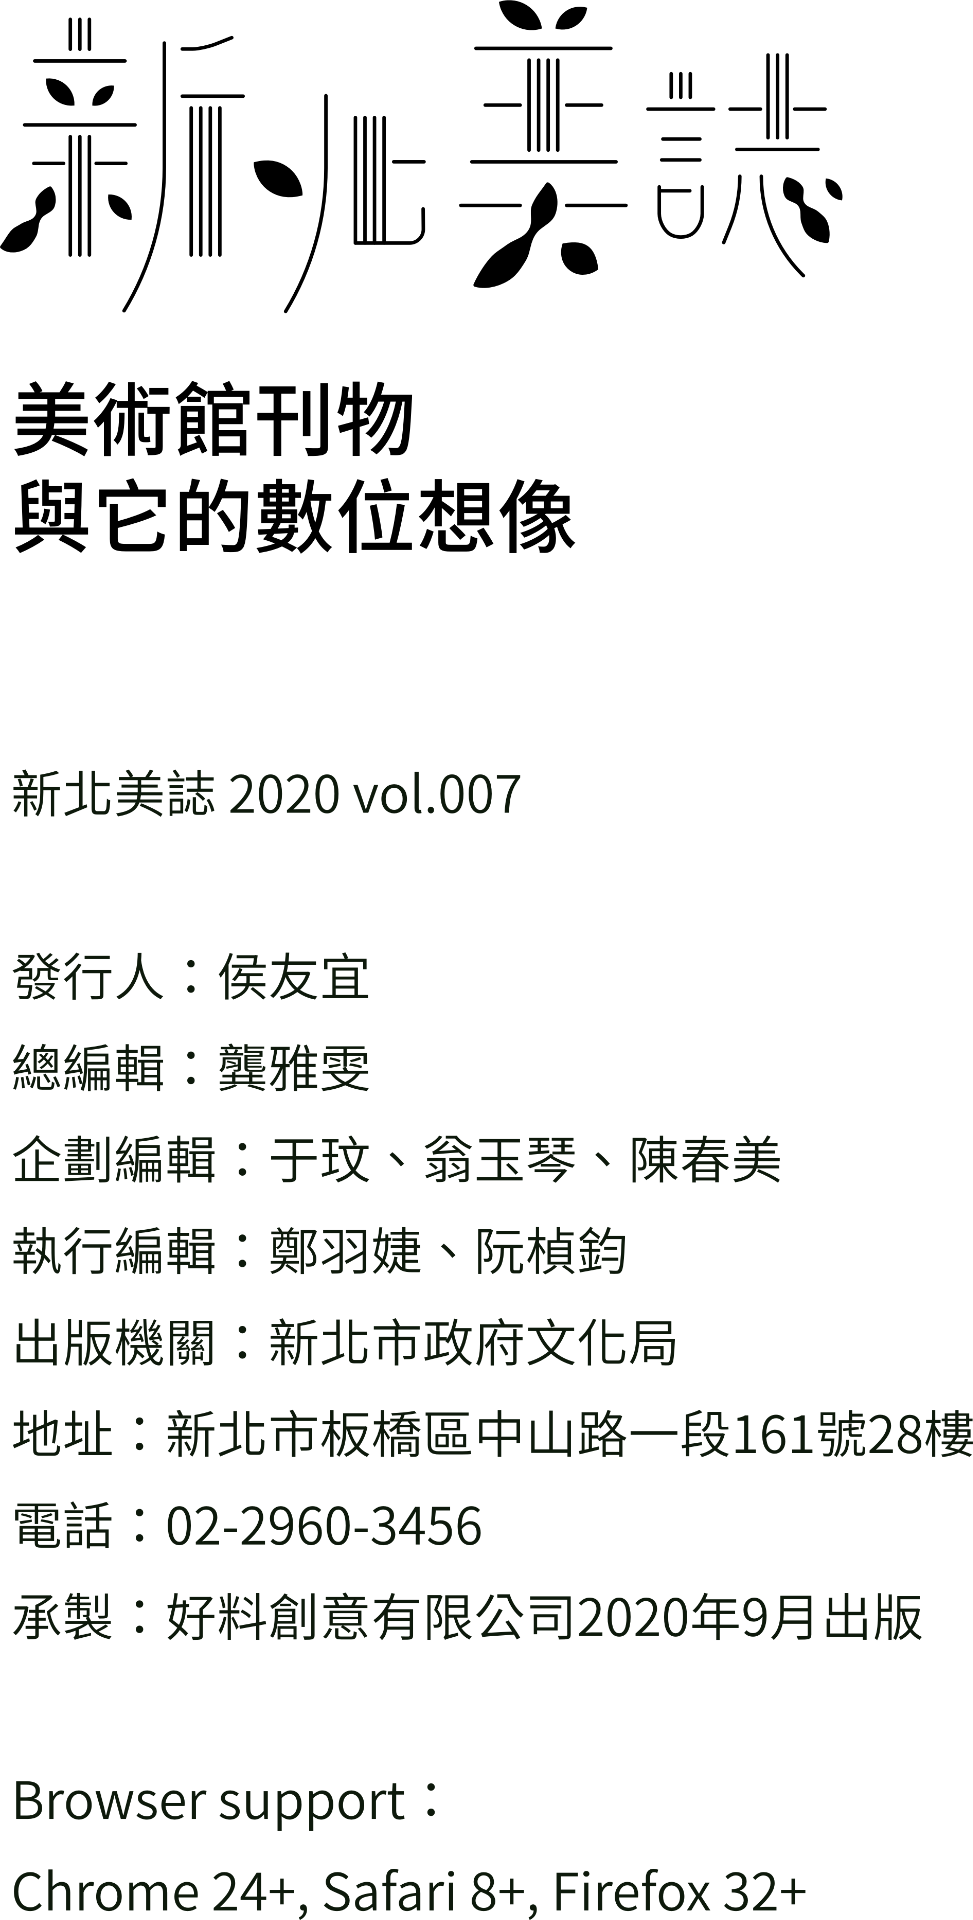 新北美誌
美術館刊物
與它的數位想像
新北美誌 2020 vol.007
發行人：侯友宜
總編輯：龔雅雯
企劃編輯：于玟、翁玉琴、陳春美
執行編輯：鄭羽婕、阮楨鈞
出版機關：新北市政府文化局
地址：新北市板橋區中山路一段161號28樓
電話：02-2960-3456
承製：好料創意有限公司2020年9月出版
Browser support：
Chrome 24+, Safari 8+, Firefox 32+